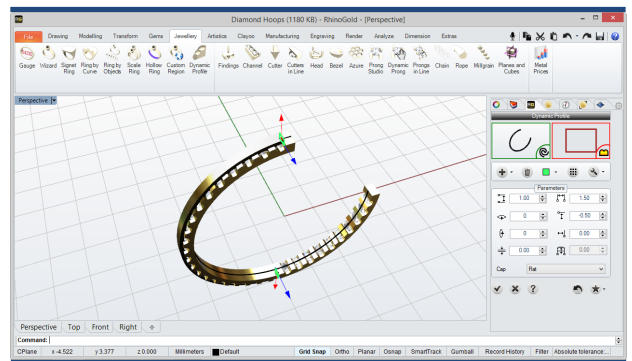 Diamond Hoops (1180 KB) - RhinoGold - [Perspective]
File Drawing Modelling Transform Gems Jewellery Artistics Clayoo Manufacturing Engraving Render Analyze Dimension Extras
Gauge Wizard Signet Ring Ring by Curve Ring by Objects Scale Ring Hollow Ring Custom Region Dynamic Profile Findings Channel Cutter Cutters in Line Head Bezel Azure Prong Studio Dynamic Prong Prongs in Line Chain Rope Millgrain Planes and Cubes Metal Prices
Perspective
Dynamic Profile
Parameters
1.00 1.50
0 -0.50
0 0.00
0.00 0.00
Cap Flat
Perspective Top Front Right
Command:
CPlane x -4.522 y 3.377 z 0.000 Millimeters Default Grid Snap Ortho Planar Osnap SmartTrack Gumball Record History Filter Absolute tolerance:...